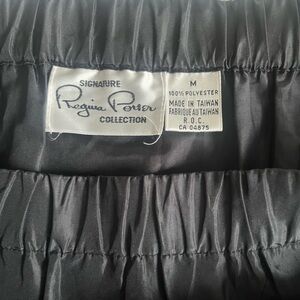 SIGNATURE
Regina Porter
COLLECTION
M
100% POLYESTER
MADE IN TAIWAN
FABRIQUE AU TAIWAN
R.O.C.
CA 04875